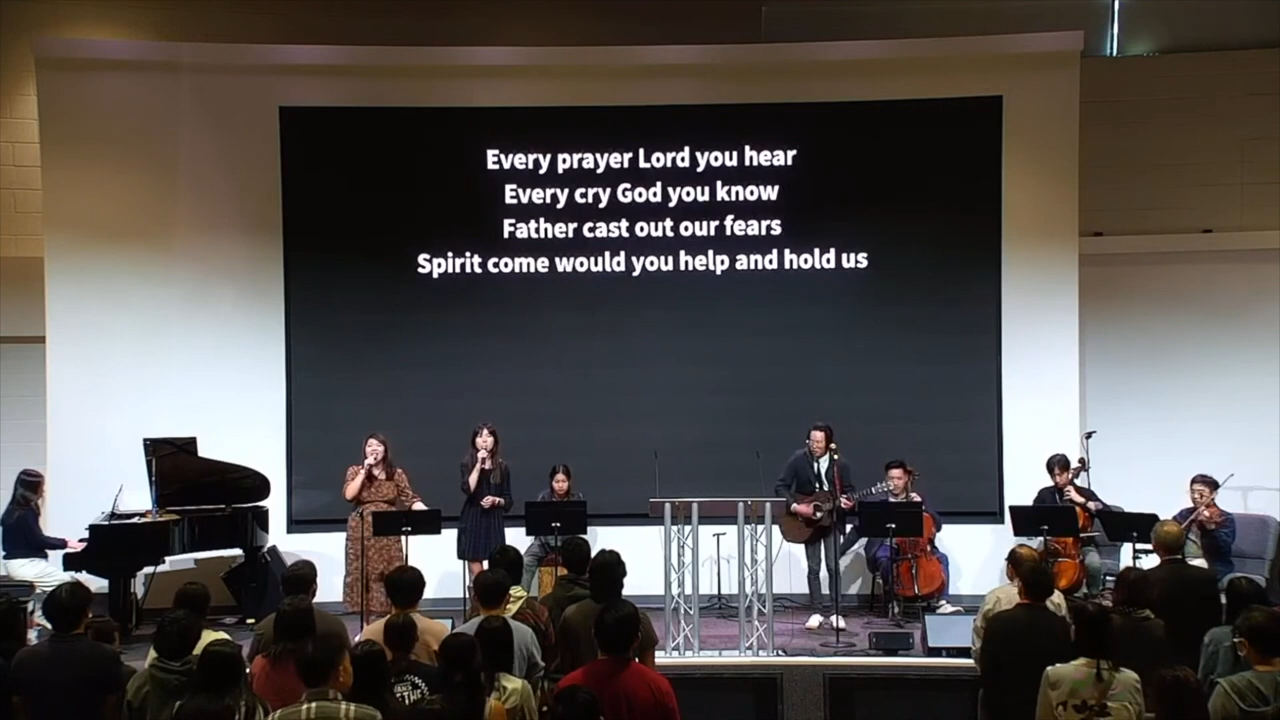 Every prayer Lord you hear
Every cry God you know
Father cast out our fears
Spirit come would you help and hold us
VANS